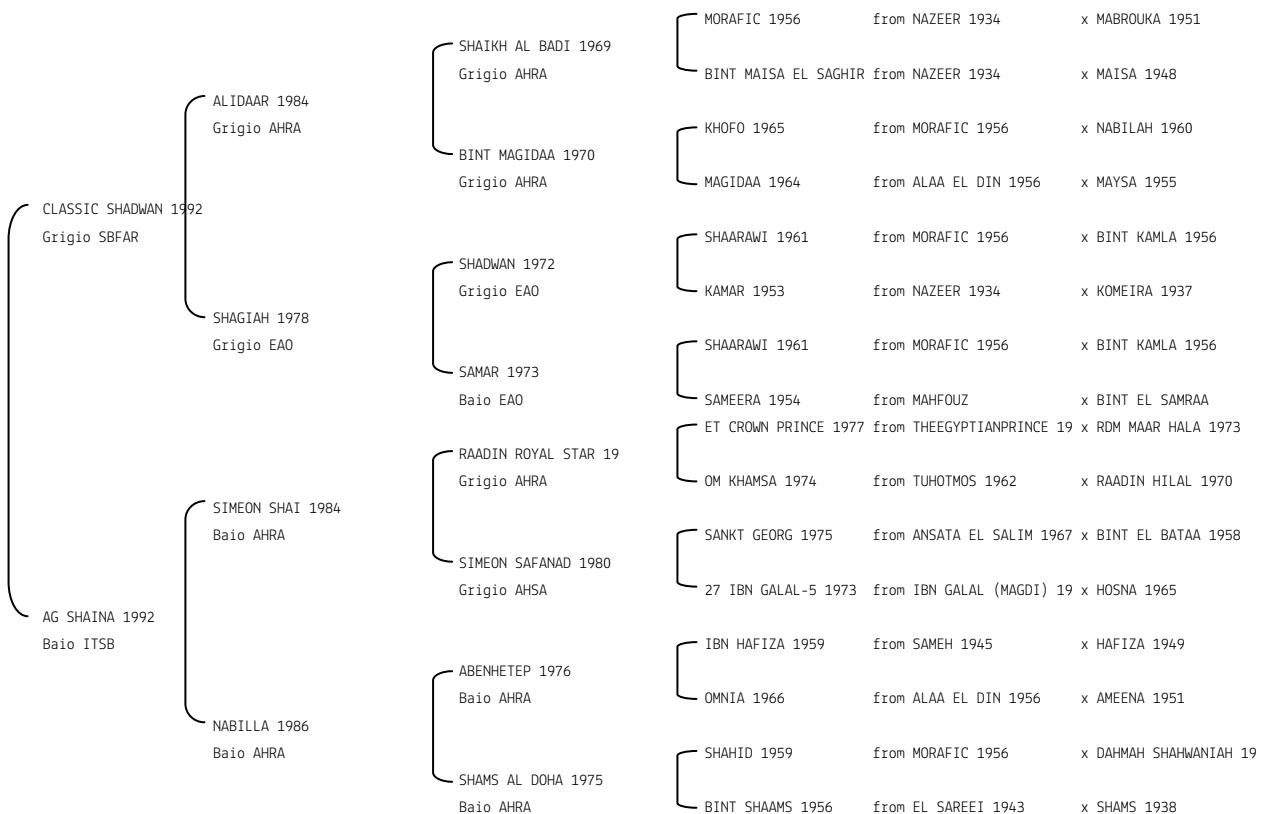 MORAFIC 1956 from NAZEER 1934 x MABROUKA 1951
SHAIKH AL BADI 1969
Grigio AHRA
BINT MAISA EL SAGHIR from NAZEER 1934 x MAISA 1948
ALIDAAR 1984
Grigio AHRA
KHOFO 1965 from MORAFIC 1956 x NABILAH 1960
BINT MAGIDAA 1970
Grigio AHRA
MAGIDAA 1964 from ALAA EL DIN 1956 x MAYSA 1955
CLASSIC SHADWAN 1992
Grigio SBFAR
SHAARAWI 1961 from MORAFIC 1956 x BINT KAMLA 1956
SHADWAN 1972
Grigio EAO
KAMAR 1953 from NAZEER 1934 x KOMEIRA 1937
SHAGIAH 1978
Grigio EAO
SHAARAWI 1961 from MORAFIC 1956 x BINT KAMLA 1956
SAMAR 1973
Baio EAO
SAMEERA 1954 from MAHFOUZ x BINT EL SAMRAA
ET CROWN PRINCE 1977 from THEEGYPTIANPRINCE 19 x RDM MAAR HALA 1973
RAADIN ROYAL STAR 19
Grigio AHRA
OM KHAMSA 1974 from TUHOTMOS 1962 x RAADIN HILAL 1970
SIMEON SHAI 1984
Baio AHRA
SANKT GEORG 1975 from ANSATA EL SALIM 1967 x BINT EL BATAA 1958
SIMEON SAFANAD 1980
Grigio AHSA
27 IBN GALAL-5 1973 from IBN GALAL (MAGDI) 19 x HOSNA 1965
AG SHAINA 1992
Baio ITSB
IBN HAFIZA 1959 from SAMEH 1945 x HAFIZA 1949
ABENHETEP 1976
Baio AHRA
OMNIA 1966 from ALAA EL DIN 1956 x AMEENA 1951
NABILLA 1986
Baio AHRA
SHAHID 1959 from MORAFIC 1956 x DAHMAH SHAHWANIAH 19
SHAMS AL DOHA 1975
Baio AHRA
BINT SHAAMS 1956 from EL SAREEI 1943 x SHAMS 1938